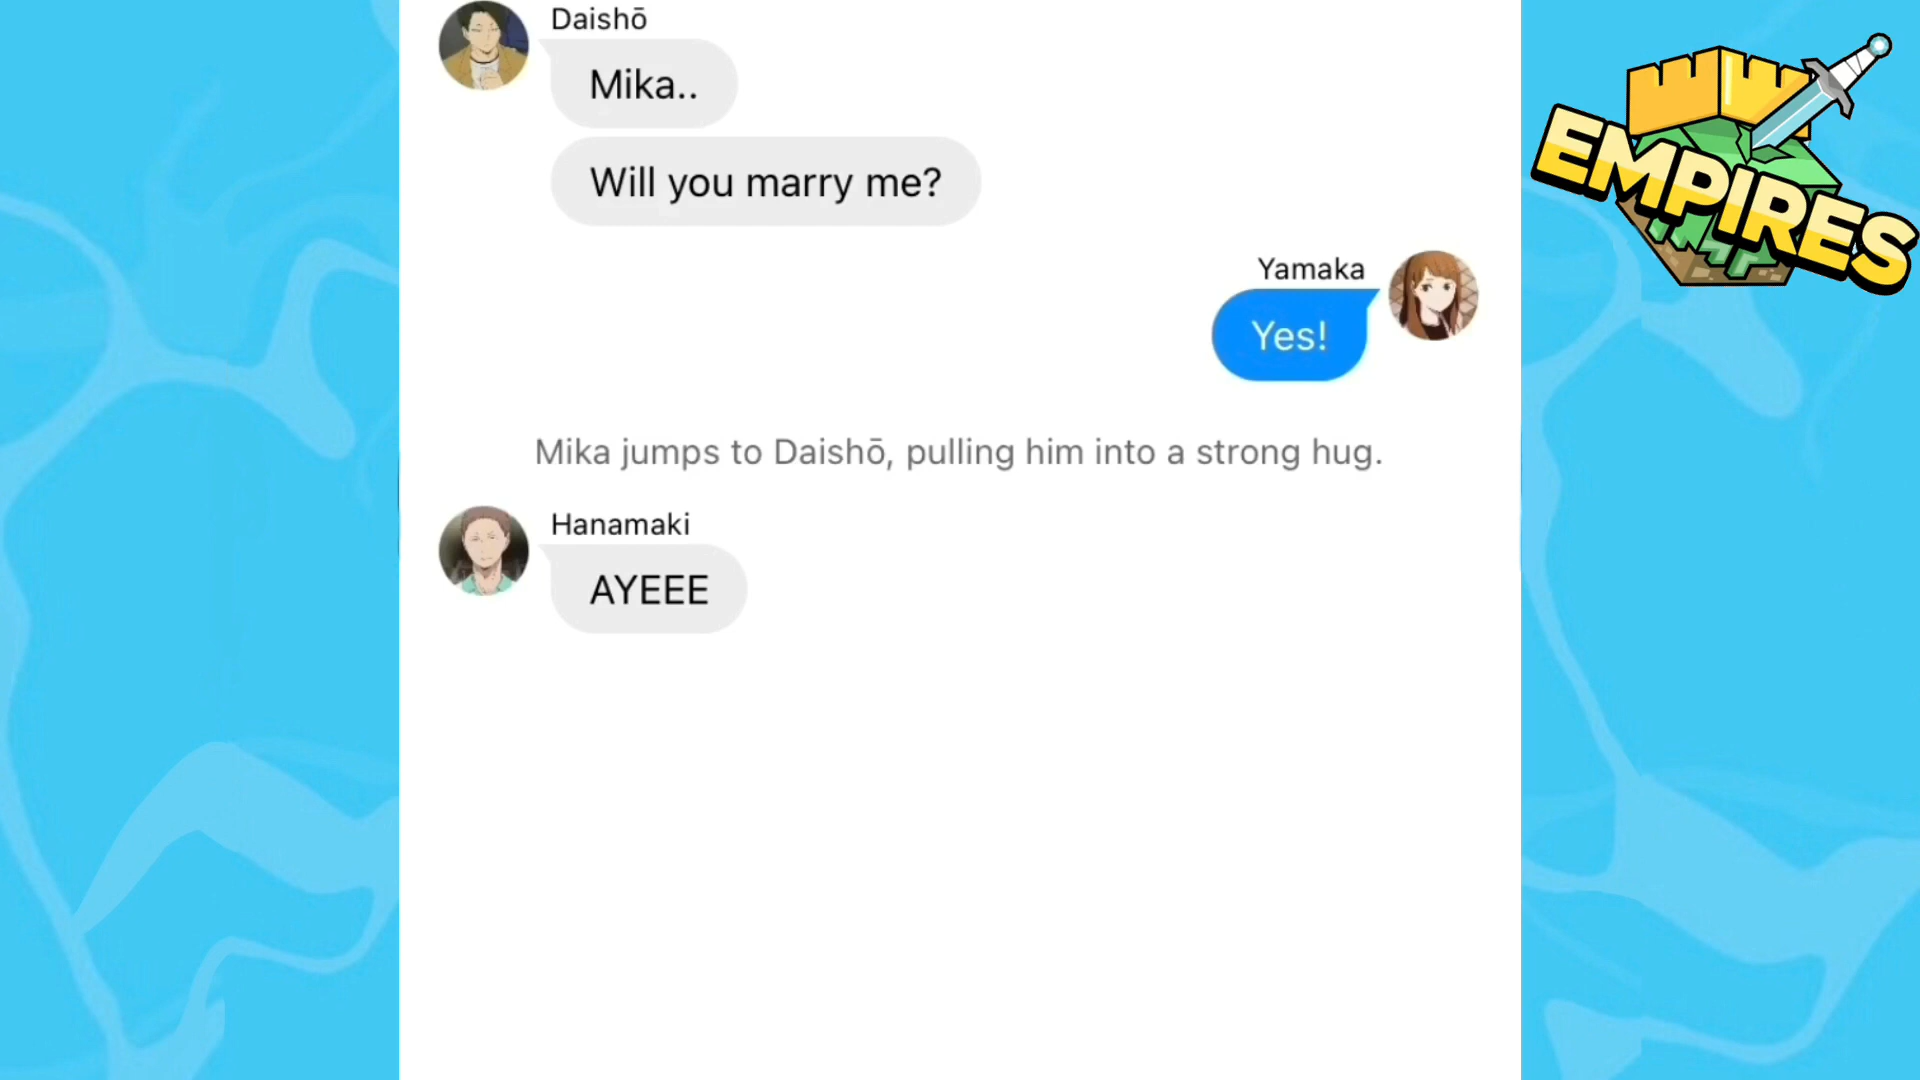 Daishō
Mika..
Will you marry me?
Yamaka
Yes!
Mika jumps to Daishō, pulling him into a strong hug.
Hanamaki
AYEEE
EMPIRES